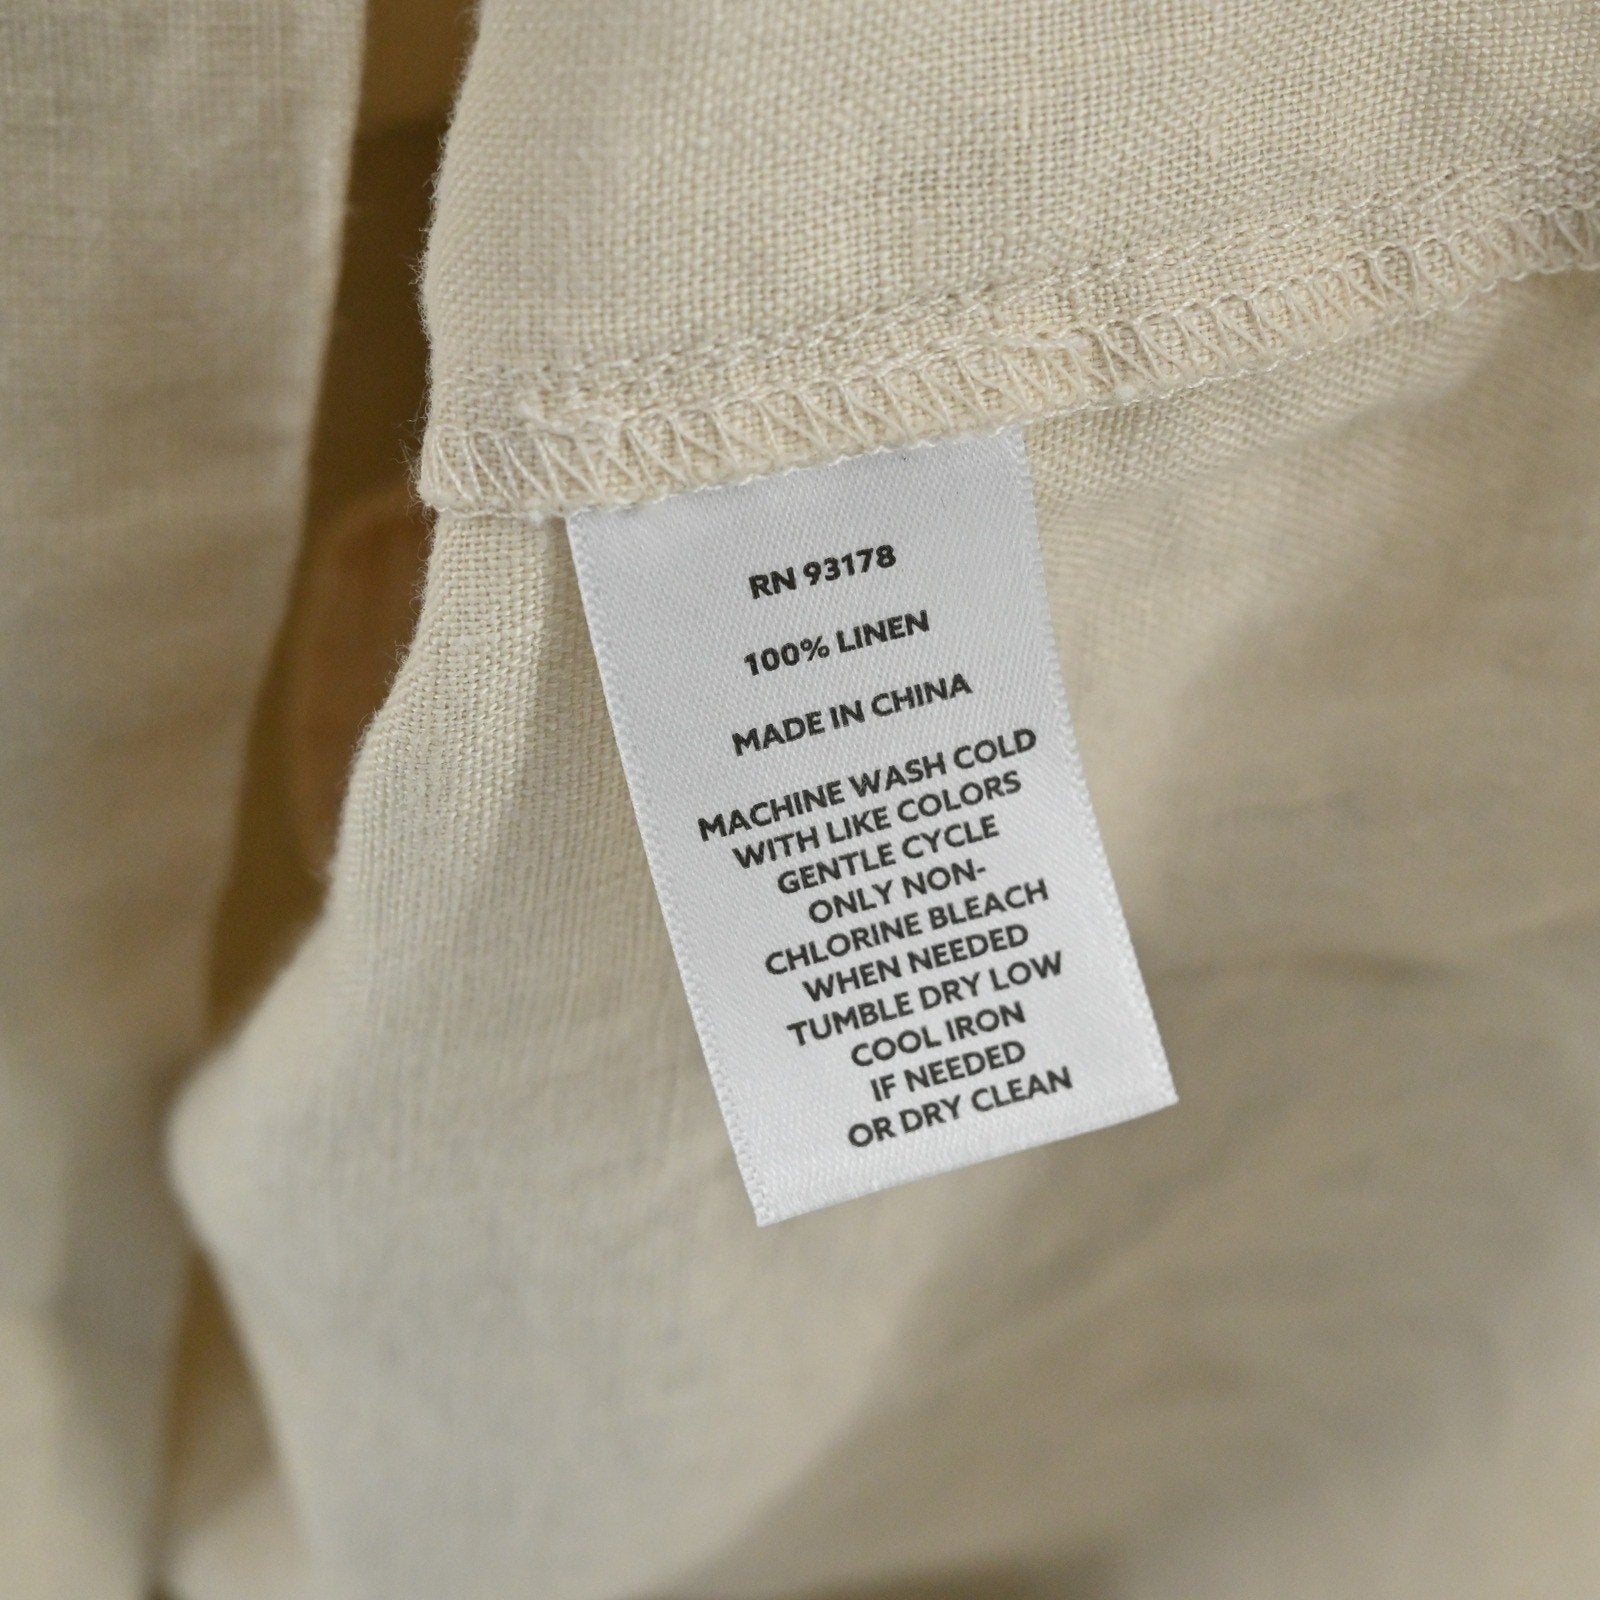 RN 93178
100% LINEN
MADE IN CHINA
MACHINE WASH COLD
WITH LIKE COLORS
GENTLE CYCLE
ONLY NON-
CHLORINE BLEACH
WHEN NEEDED
TUMBLE DRY LOW
COOL IRON
IF NEEDED
OR DRY CLEAN